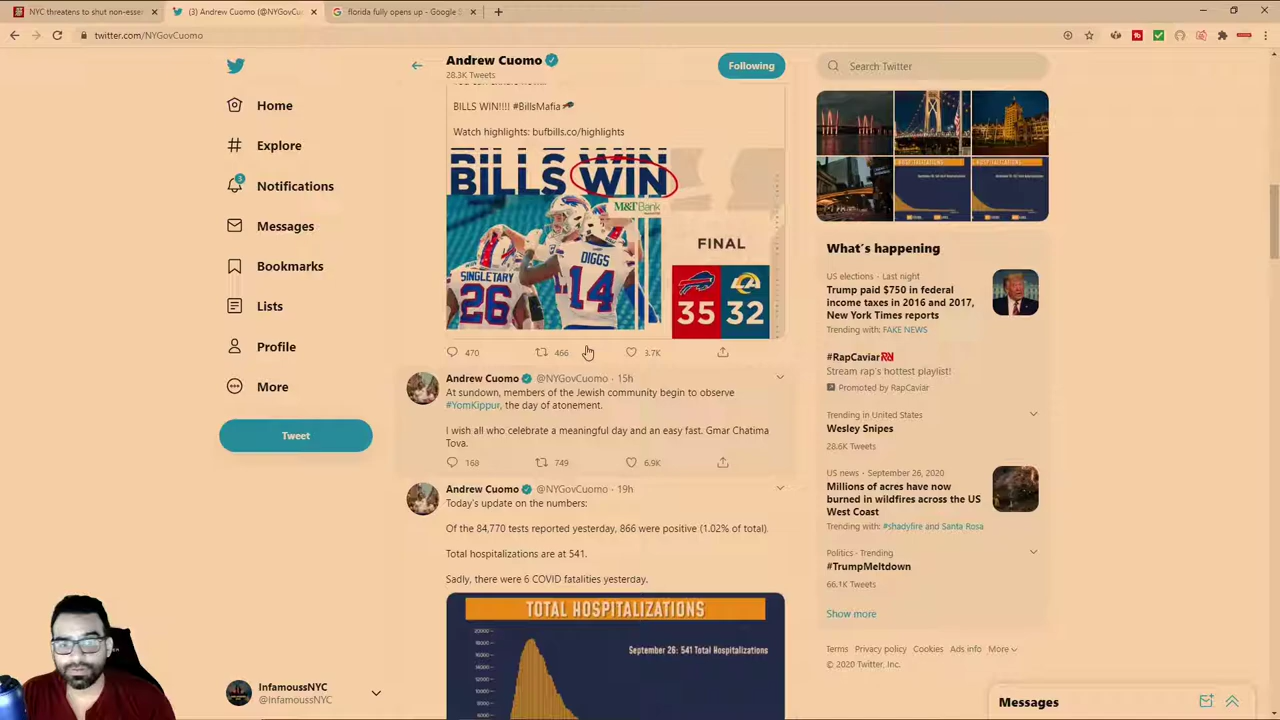 NYC threatens to shut non-esse
(3) Andrew Cuomo (@NYGovCuo
florida fully opens up - Google S
twitter.com/NYGovCuomo
Andrew Cuomo
28.3K Tweets
Following
Search Twitter
Home
Explore
3
Notifications
Messages
Bookmarks
Lists
Profile
More
Tweet
InfamoussNYC
@InfamoussNYC
BILLS WIN!!!! #BillsMafia
Watch highlights: bufbills.co/highlights
BILLS WIN
M&T Bank
FINAL
SINGLETARY
26
DIGGS
14
35
32
470
466
3.7K
Andrew Cuomo @NYGovCuomo · 15h
At sundown, members of the Jewish community begin to observe
#YomKippur, the day of atonement.
I wish all who celebrate a meaningful day and an easy fast. Gmar Chatima
Tova.
168
749
6.9K
Andrew Cuomo @NYGovCuomo · 19h
Today's update on the numbers:
Of the 84,770 tests reported yesterday, 866 were positive (1.02% of total).
Total hospitalizations are at 541.
Sadly, there were 6 COVID fatalities yesterday.
TOTAL HOSPITALIZATIONS
September 26: 541 Total Hospitalizations
20000
18000
16000
14000
12000
10000
8000
HOSPITALIZATIONS
HOSPITALIZATIONS
What's happening
US elections · Last night
Trump paid $750 in federal
income taxes in 2016 and 2017,
New York Times reports
Trending with: FAKE NEWS
#RapCaviar
Stream rap's hottest playlist!
Promoted by RapCaviar
Trending in United States
Wesley Snipes
28.6K Tweets
US news · September 26, 2020
Millions of acres have now
burned in wildfires across the US
West Coast
Trending with: #shadyfire and Santa Rosa
Politics · Trending
#TrumpMeltdown
66.1K Tweets
Show more
Terms Privacy policy Cookies Ads info More
© 2020 Twitter, Inc.
Messages